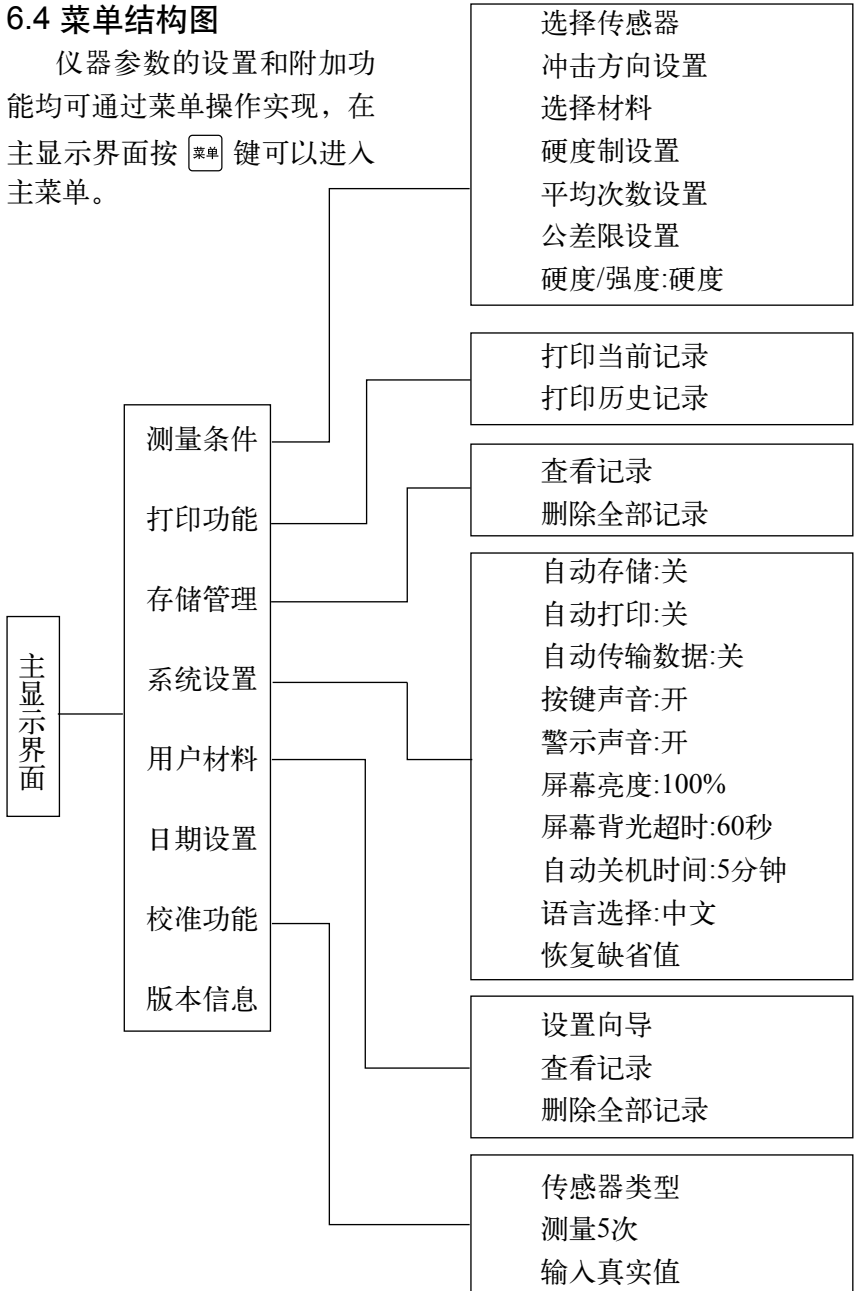 6.4 菜单结构图
仪器参数的设置和附加功
能均可通过菜单操作实现，在
主显示界面按 菜单 键可以进入
主菜单。
主显示界面
测量条件
打印功能
存储管理
系统设置
用户材料
日期设置
校准功能
版本信息
选择传感器
冲击方向设置
选择材料
硬度制设置
平均次数设置
公差限设置
硬度/强度:硬度
打印当前记录
打印历史记录
查看记录
删除全部记录
自动存储:关
自动打印:关
自动传输数据:关
按键声音:开
警示声音:开
屏幕亮度:100%
屏幕背光超时:60秒
自动关机时间:5分钟
语言选择:中文
恢复缺省值
设置向导
查看记录
删除全部记录
传感器类型
测量5次
输入真实值